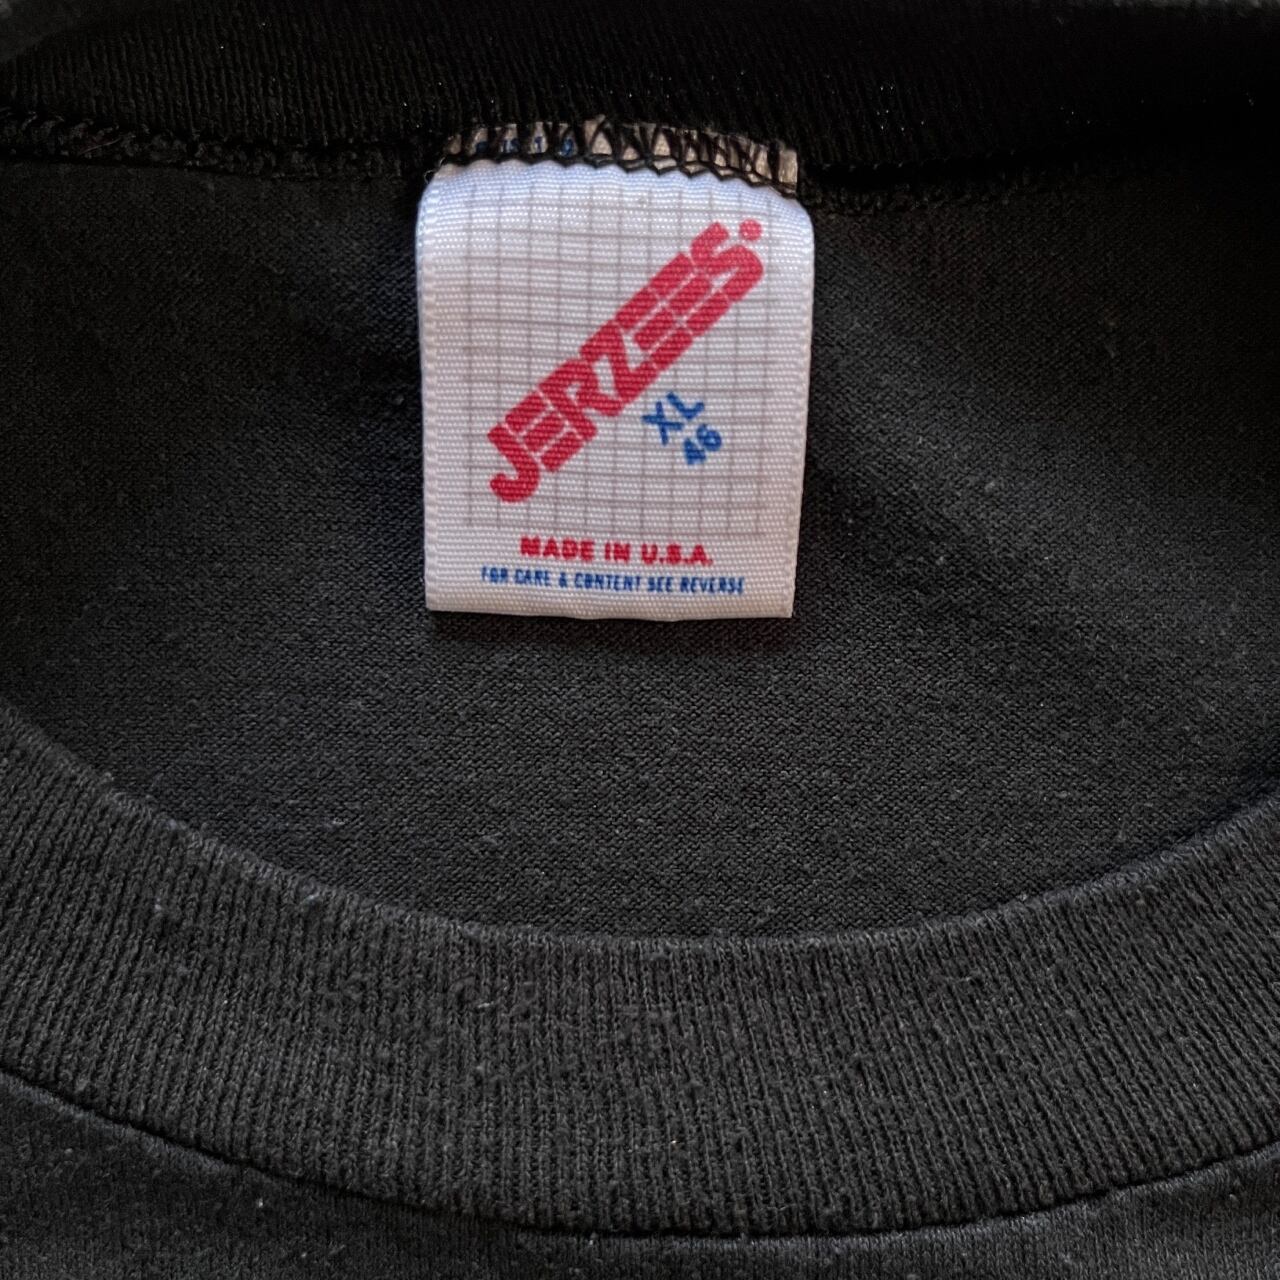 JERZEES
XL
46
MADE IN U.S.A.
FOR CARE & CONTENT SEE REVERSE